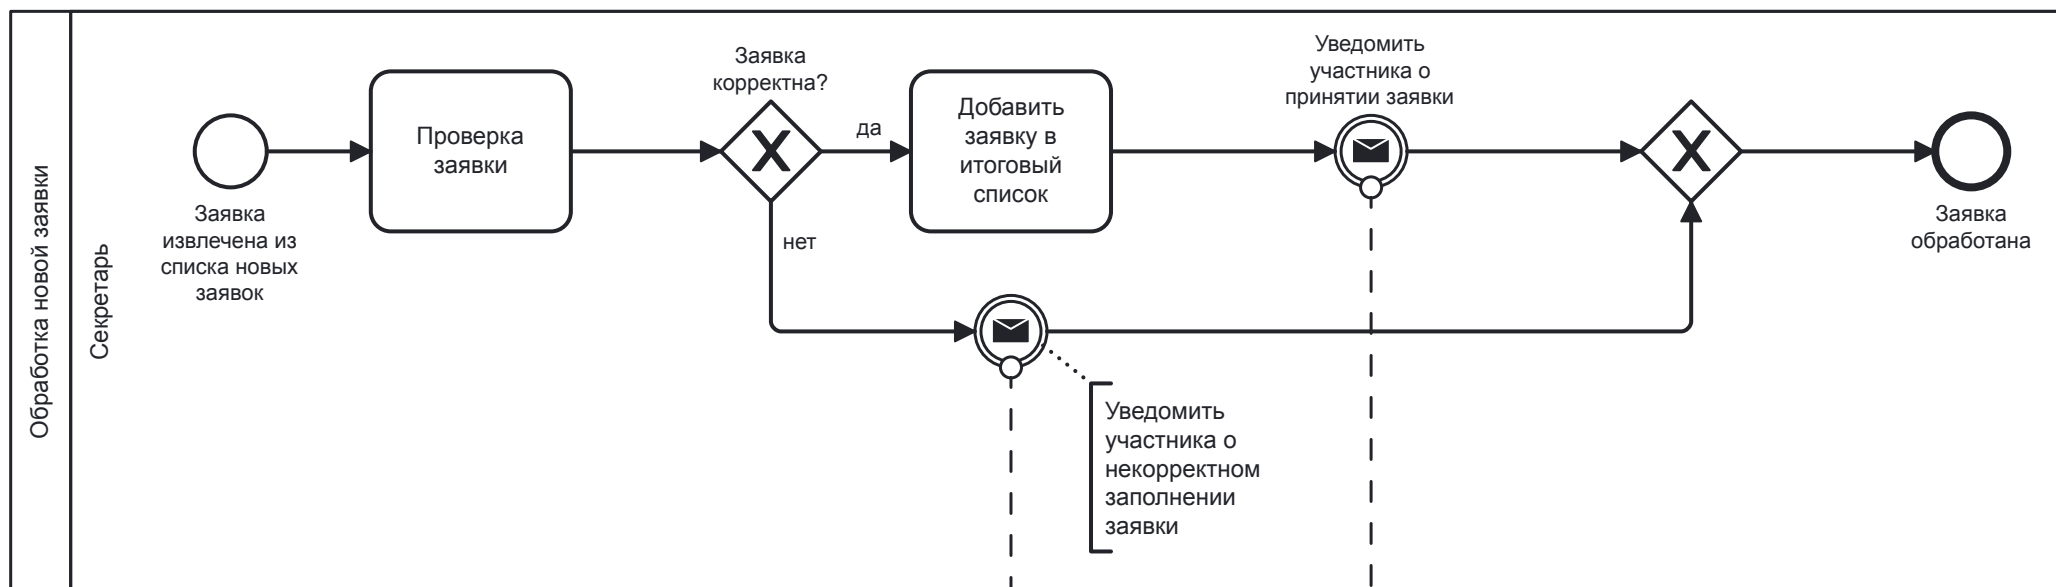 Обработка новой заявки
Секретарь
Заявка
извлечена из
списка новых
заявок
Проверка
заявки
Заявка
корректна?
да
нет
Добавить
заявку в
итоговый
список
Уведомить
участника о
принятии заявки
Уведомить
участника о
некорректном
заполнении
заявки
Заявка
обработана